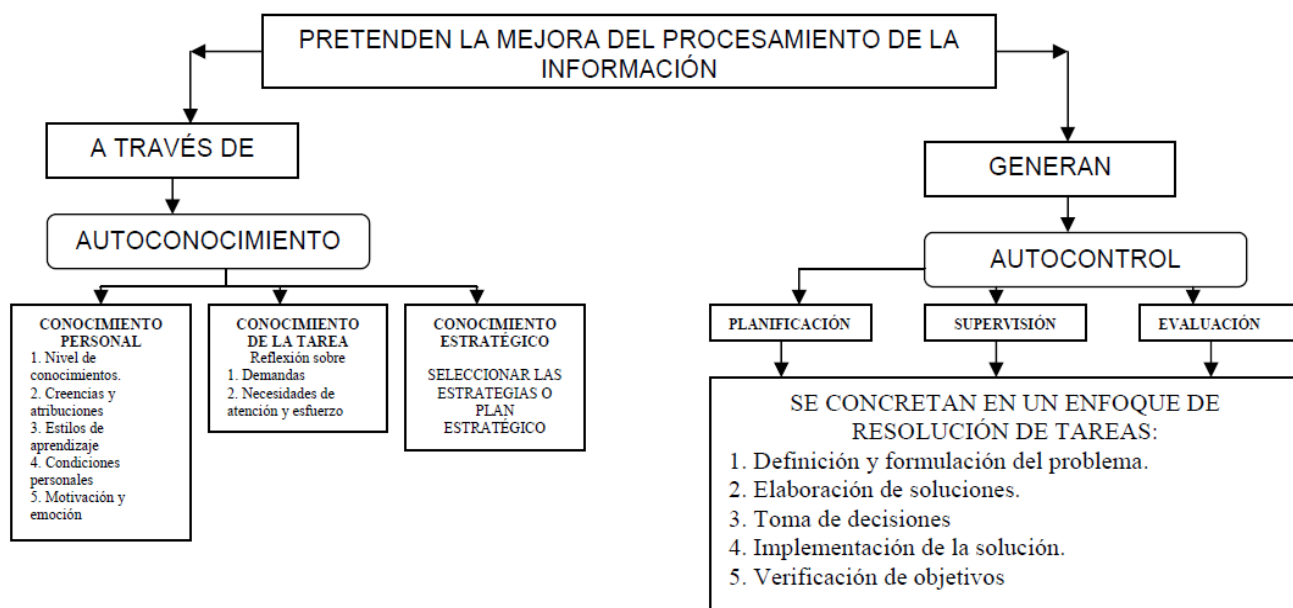 PRETENDEN LA MEJORA DEL PROCESAMIENTO DE LA
INFORMACIÓN
A TRAVÉS DE
AUTOCONOCIMIENTO
CONOCIMIENTO
PERSONAL
1. Nivel de
conocimientos.
2. Creencias y
atribuciones
3. Estilos de
aprendizaje
4. Condiciones
personales
5. Motivación y
emoción
CONOCIMIENTO
DE LA TAREA
Reflexión sobre
1. Demandas
2. Necesidades de
atención y esfuerzo
CONOCIMIENTO
ESTRATÉGICO
SELECCIONAR LAS
ESTRATEGIAS O
PLAN
ESTRATÉGICO
GENERAN
AUTOCONTROL
PLANIFICACIÓN
SUPERVISIÓN
EVALUACIÓN
SE CONCRETAN EN UN ENFOQUE DE
RESOLUCIÓN DE TAREAS:
1. Definición y formulación del problema.
2. Elaboración de soluciones.
3. Toma de decisiones
4. Implementación de la solución.
5. Verificación de objetivos